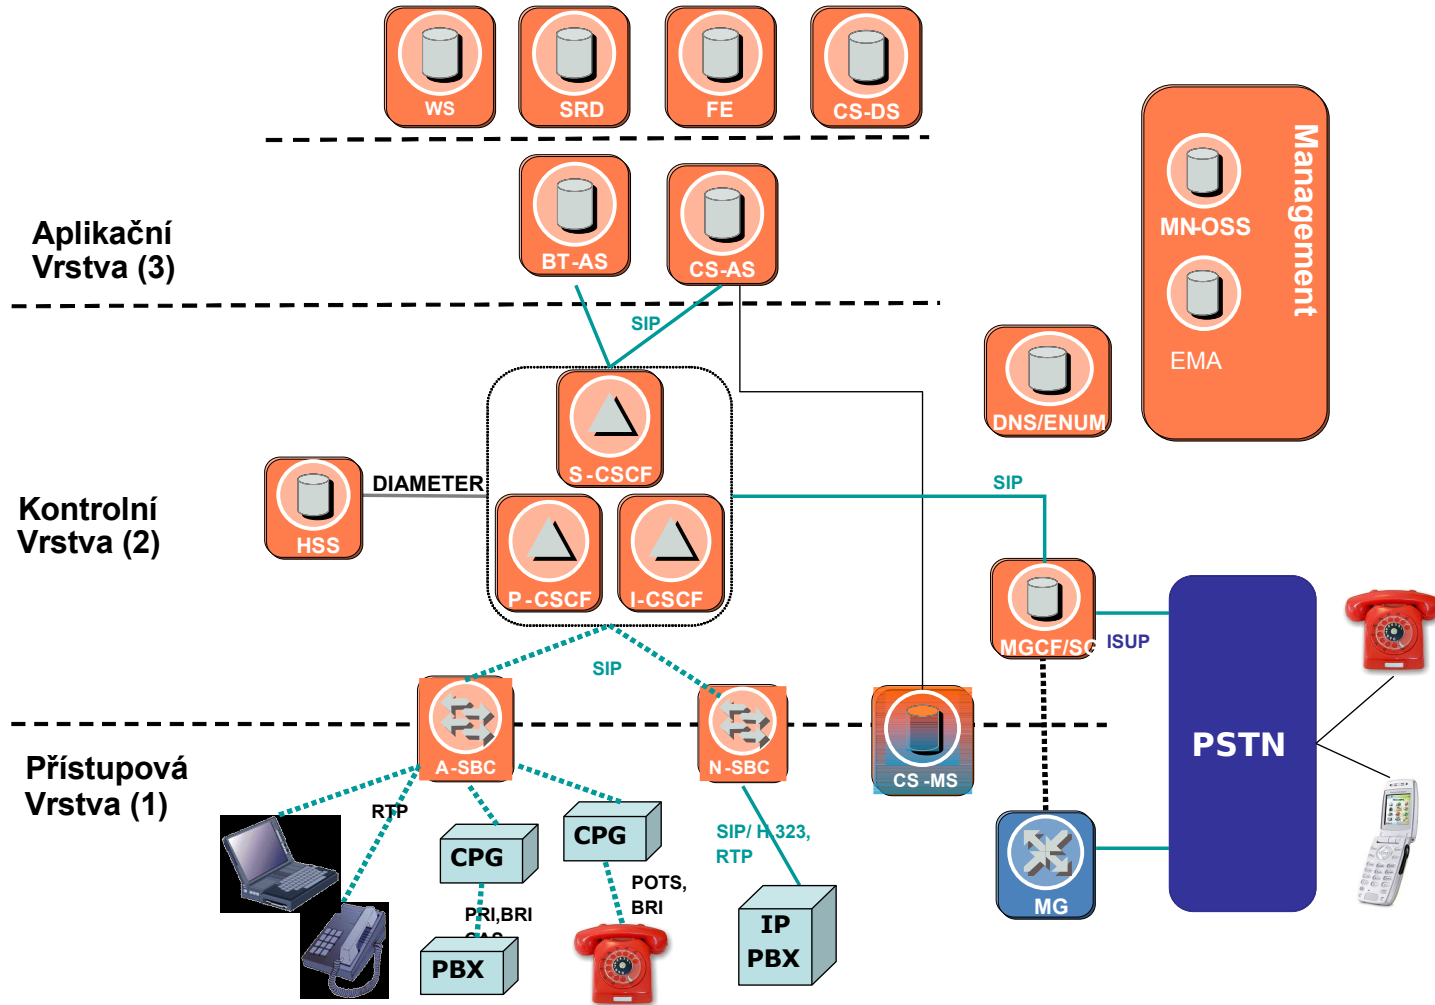 WS
SRD
FE
CS-DS
Management
MN-OSS
EMA
Aplikační
Vrstva (3)
BT-AS
CS-AS
SIP
DNS/ENUM
S-CSCF
DIAMETER
SIP
Kontrolní
Vrstva (2)
HSS
P-CSCF
I-CSCF
MGCF/SG
ISUP
SIP
PSTN
Přístupová
Vrstva (1)
A-SBC
N-SBC
CS-MS
RTP
CPG
CPG
SIP/ H.323,
RTP
POTS,
BRI
PRI,BRI
CAS
PBX
IP
PBX
MG